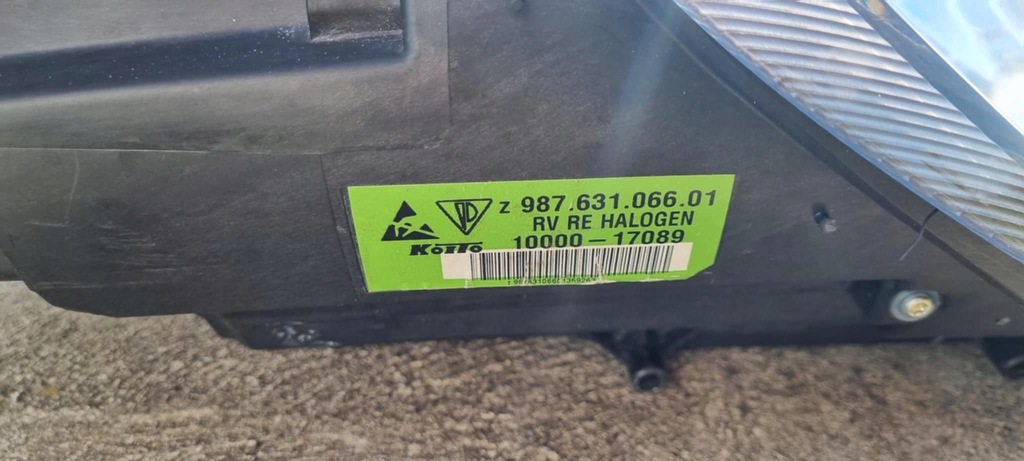 z 987.631.066.01
RV RE HALOGEN
10000-17089
Koito